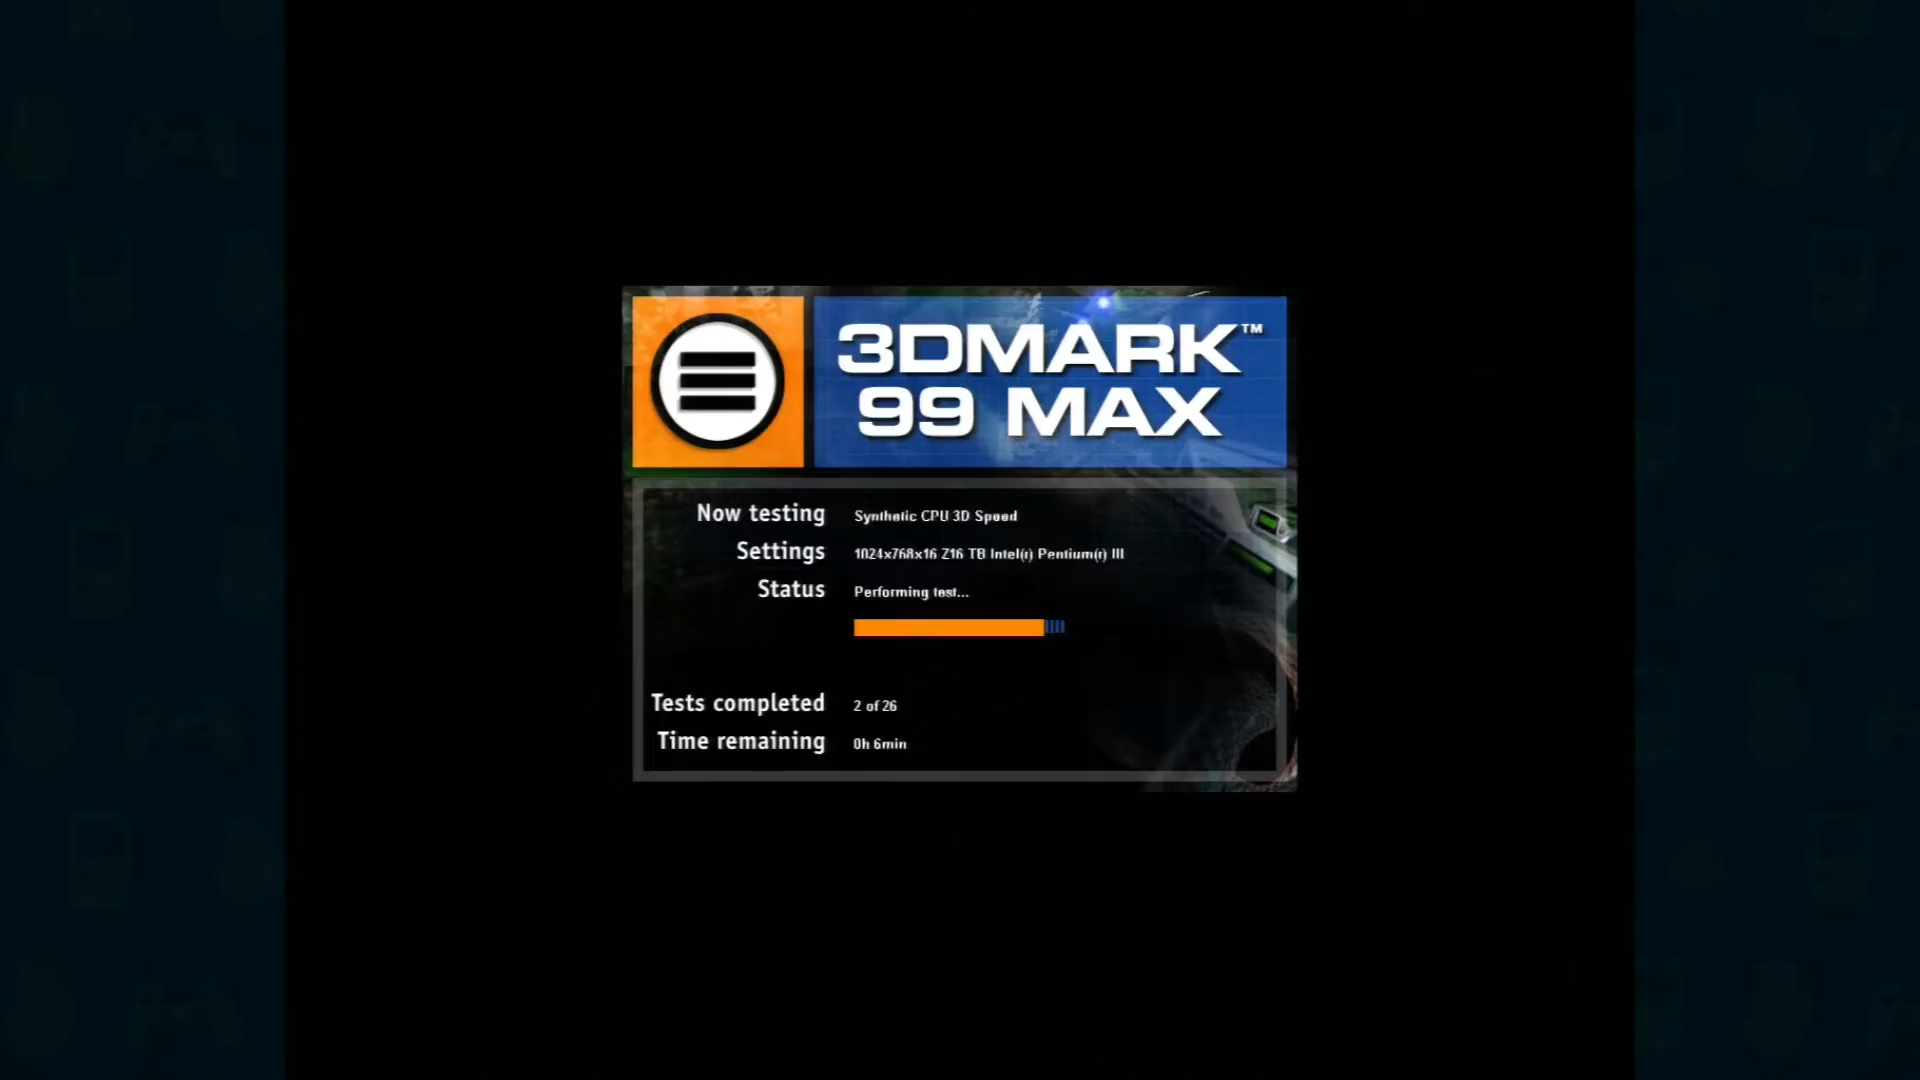 3DMARK™
99 MAX
Now testing Synthetic CPU 3D Speed
Settings 1024x768x16 Z16 TB Intel(r) Pentium(r) III
Status Performing test...
Tests completed 2 of 26
Time remaining 0h 6min